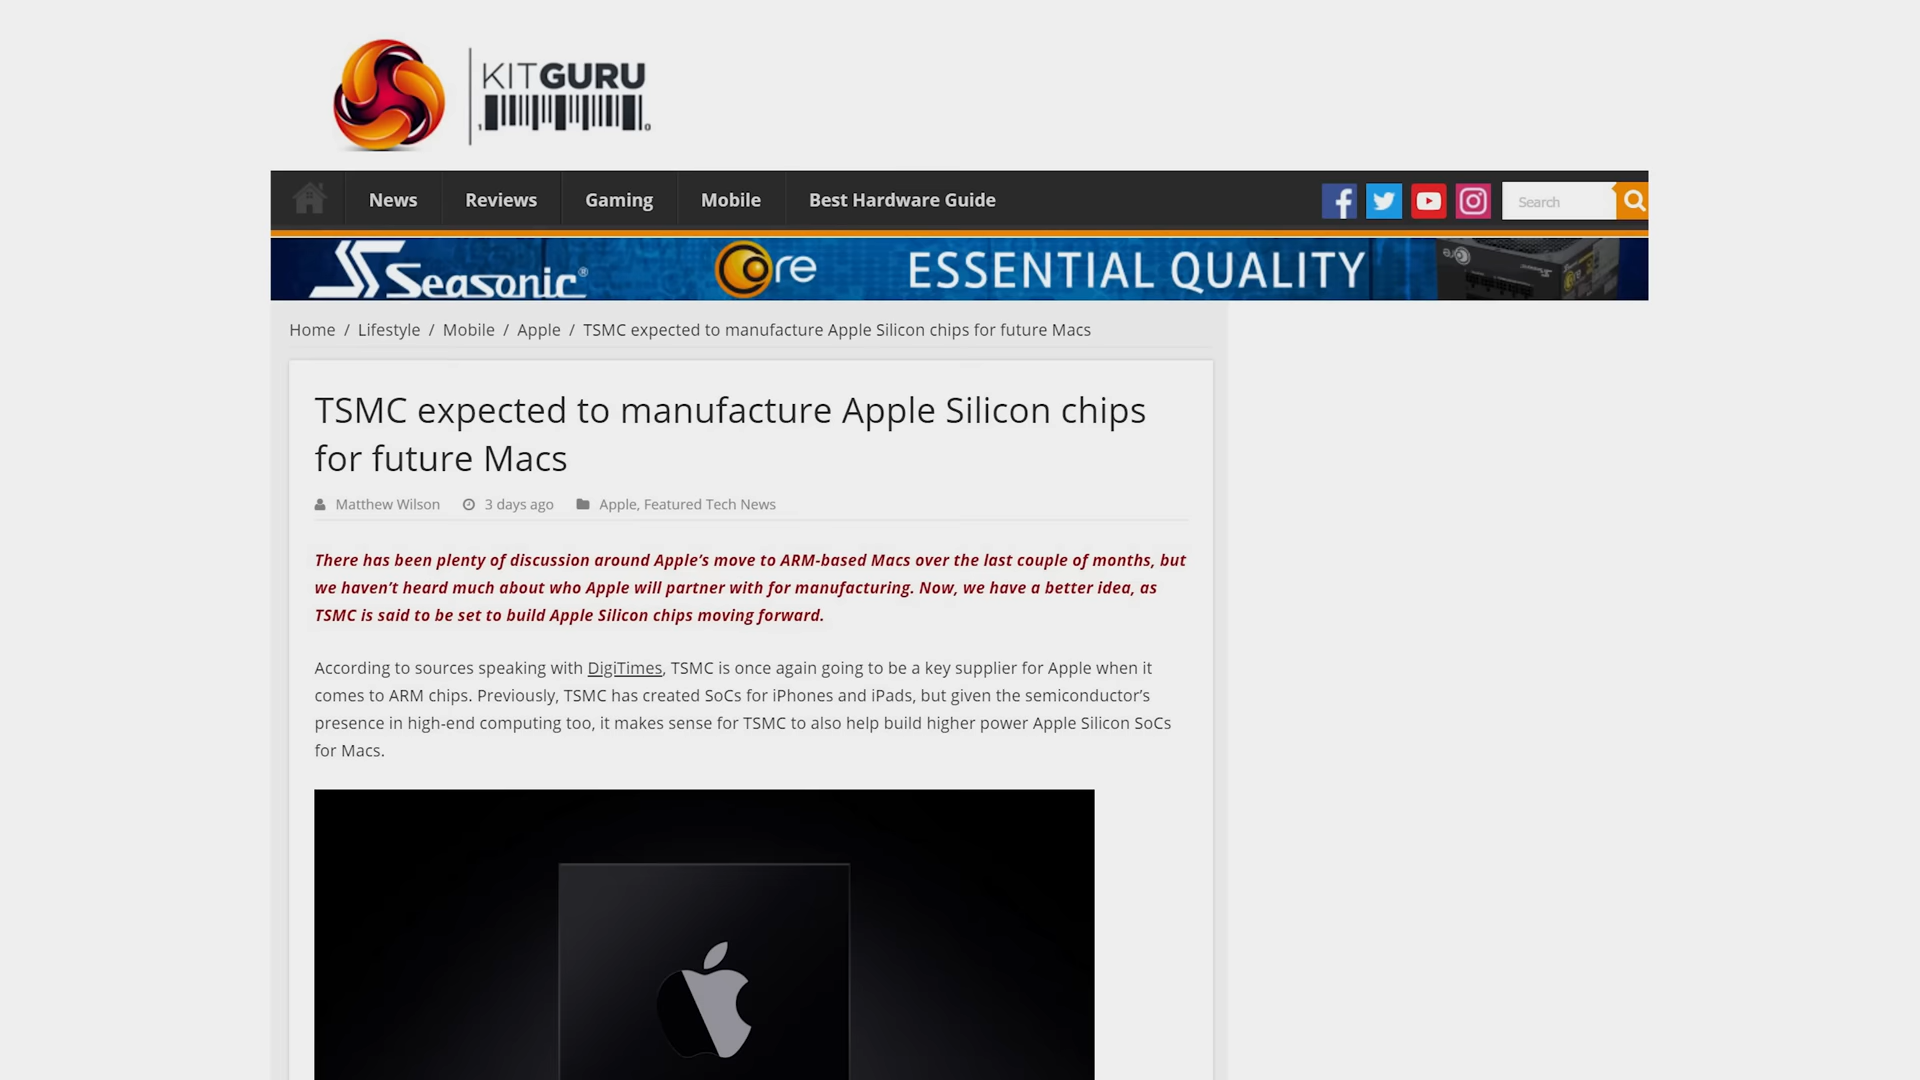 KITGURU
News Reviews Gaming Mobile Best Hardware Guide Search
Seasonic® Core ESSENTIAL QUALITY
Home / Lifestyle / Mobile / Apple / TSMC expected to manufacture Apple Silicon chips for future Macs
TSMC expected to manufacture Apple Silicon chips
for future Macs
Matthew Wilson 3 days ago Apple, Featured Tech News
There has been plenty of discussion around Apple’s move to ARM-based Macs over the last couple of months, but
we haven’t heard much about who Apple will partner with for manufacturing. Now, we have a better idea, as
TSMC is said to be set to build Apple Silicon chips moving forward.
According to sources speaking with DigiTimes, TSMC is once again going to be a key supplier for Apple when it
comes to ARM chips. Previously, TSMC has created SoCs for iPhones and iPads, but given the semiconductor’s
presence in high-end computing too, it makes sense for TSMC to also help build higher power Apple Silicon SoCs
for Macs.